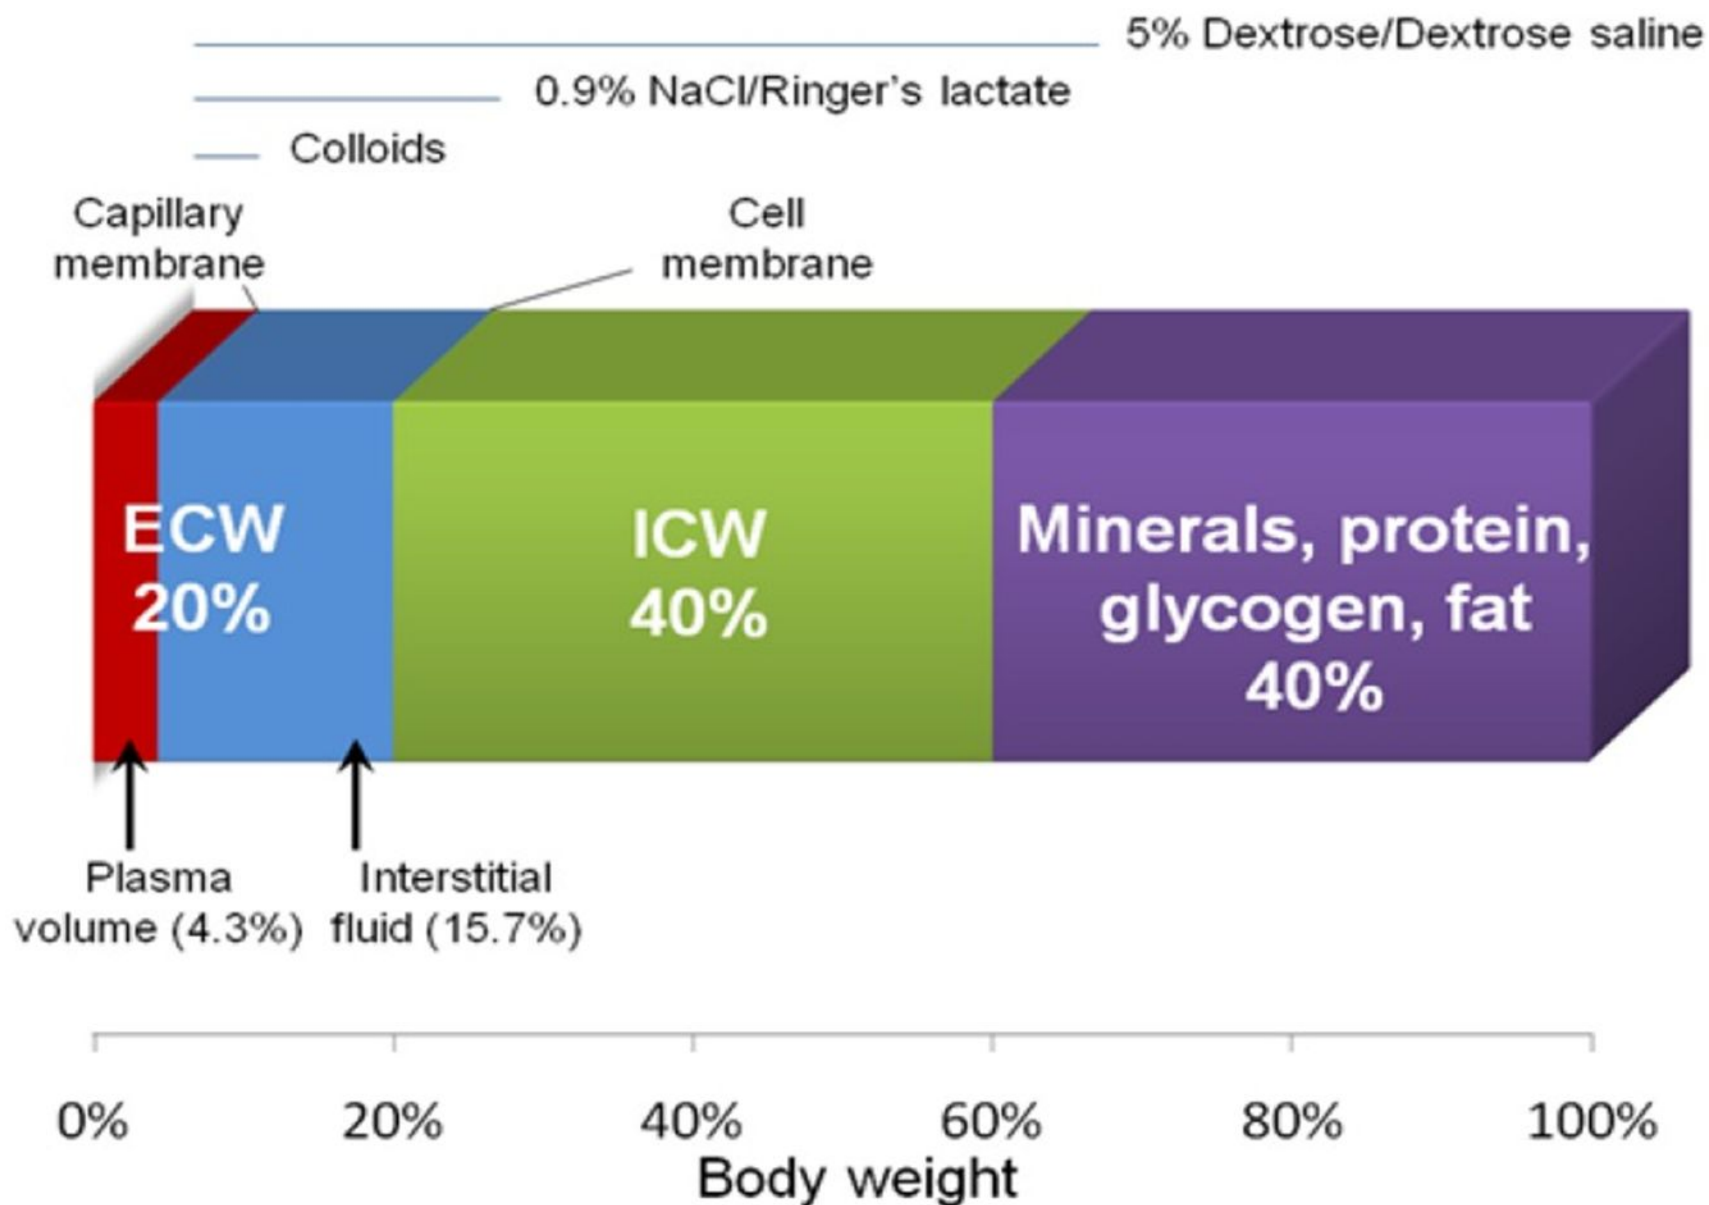 5% Dextrose/Dextrose saline
0.9% NaCl/Ringer's lactate
Colloids
Capillary
membrane
Cell
membrane
ECW
20%
ICW
40%
Minerals, protein,
glycogen, fat
40%
Plasma
volume (4.3%)
Interstitial
fluid (15.7%)
0% 20% 40% 60% 80% 100%
Body weight